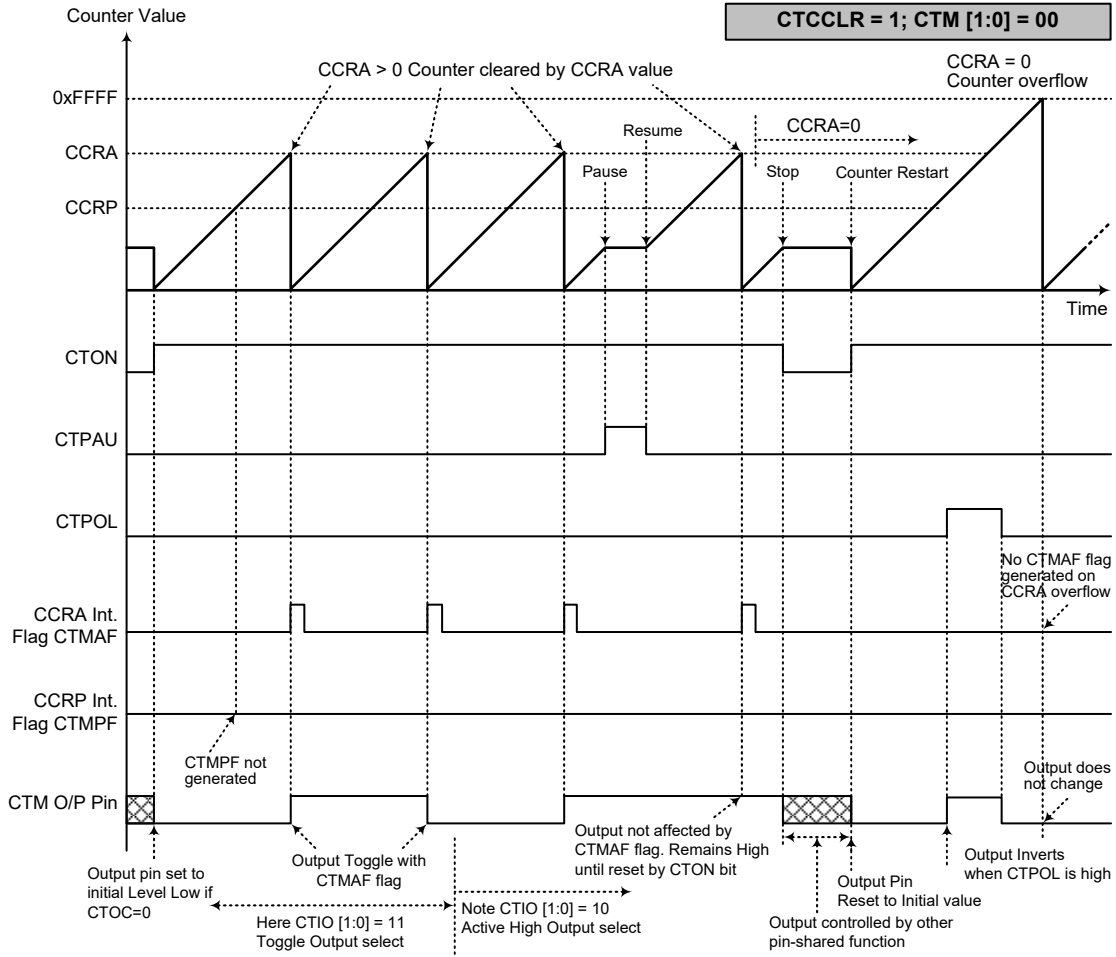 Counter Value
CTCCLR = 1; CTM [1:0] = 00
CCRA > 0 Counter cleared by CCRA value
CCRA = 0
Counter overflow
0xFFFF
Resume
CCRA=0
CCRA
Pause
Stop
Counter Restart
CCRP
Time
CTON
CTPAU
CTPOL
No CTMAF flag
generated on
CCRA overflow
CCRA Int.
Flag CTMAF
CCRP Int.
Flag CTMPF
CTMPF not
generated
Output does
not change
CTM O/P Pin
Output pin set to
initial Level Low if
CTOC=0
Output Toggle with
CTMAF flag
Output not affected by
CTMAF flag. Remains High
until reset by CTON bit
Output Inverts
when CTPOL is high
Output Pin
Reset to Initial value
Here CTIO [1:0] = 11
Toggle Output select
Note CTIO [1:0] = 10
Active High Output select
Output controlled by other
pin-shared function